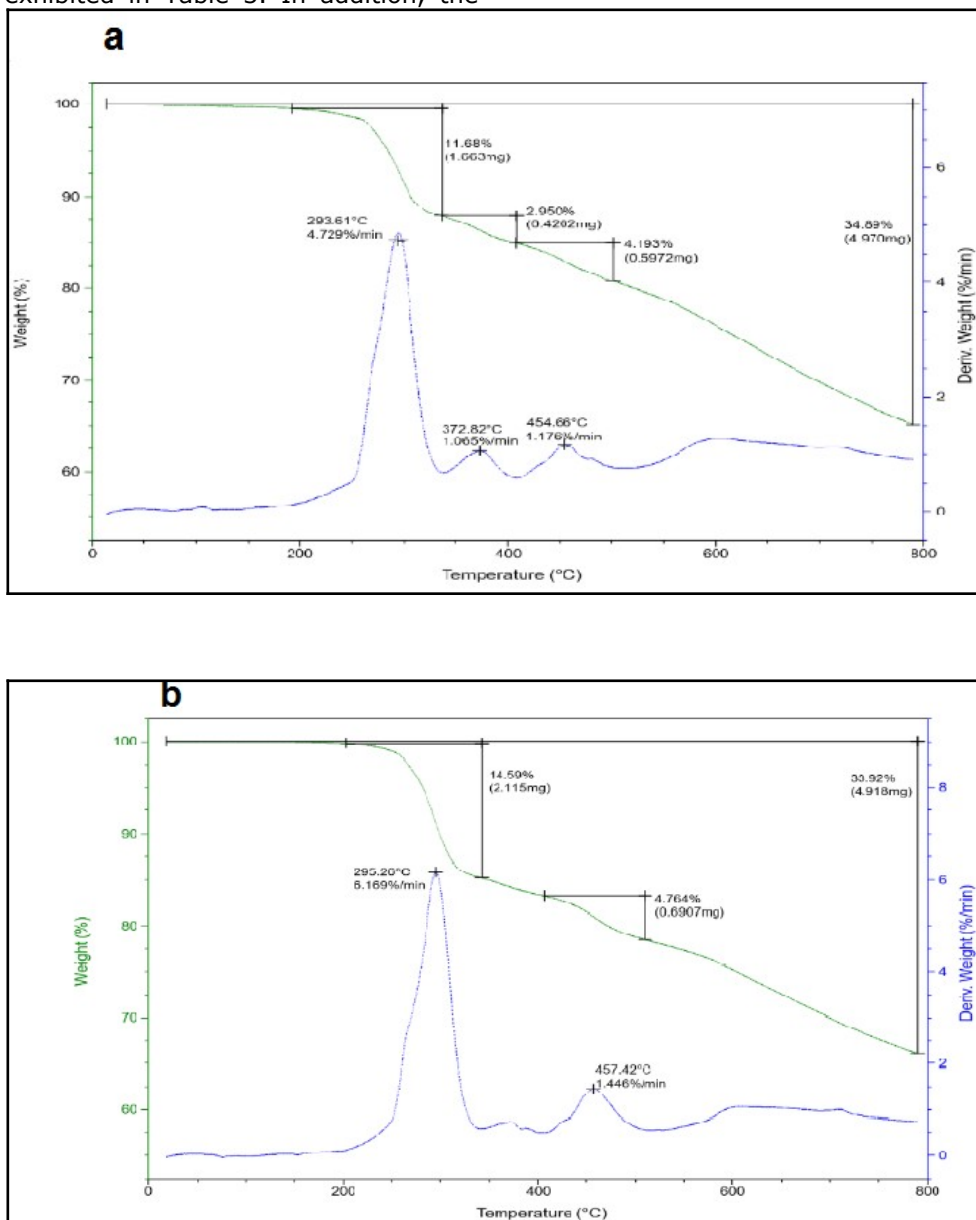 exhibited in Table 3. In addition, the
a
100
90
80
70
60
Weight (%)
11.68%
(1.663mg)
2.950%
(0.4202mg)
4.193%
(0.5972mg)
34.89%
(4.970mg)
293.61°C
4.729%/min
372.82°C
1.065%/min
454.66°C
1.176%/min
6
4
2
0
Deriv. Weight (%/min)
0
200
400
600
800
Temperature (°C)
b
100
90
80
70
60
Weight (%)
14.59%
(2.115mg)
4.764%
(0.6907mg)
33.92%
(4.918mg)
295.20°C
6.169%/min
457.42°C
1.446%/min
8
6
4
2
0
Deriv. Weight (%/min)
0
200
400
600
800
Temperature (°C)